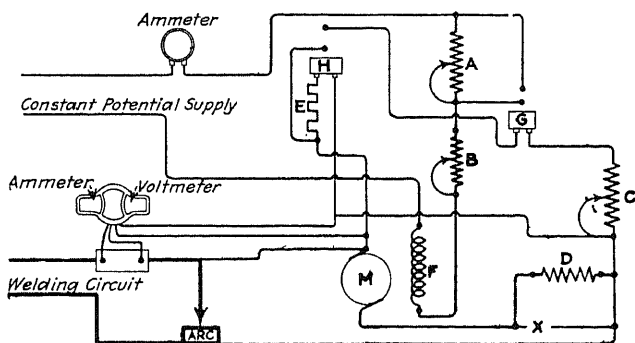 Ammeter
Constant Potential Supply
Ammeter Voltmeter
Welding Circuit
ARC
A
B
C
D
E
F
G
H
M
X